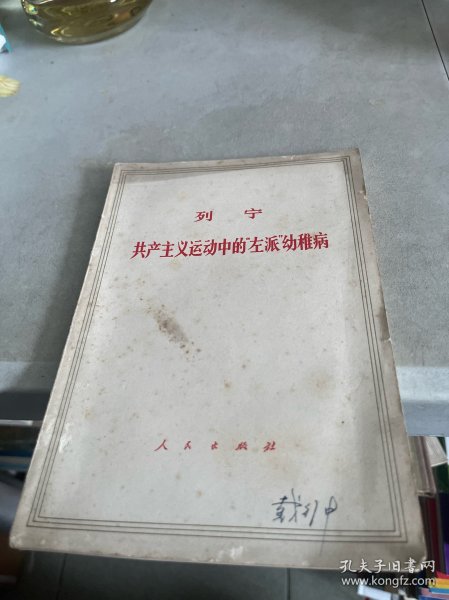 列 宁
共产主义运动中的"左派"幼稚病
人民出版社
孔夫子旧书网
www.kongfz.com